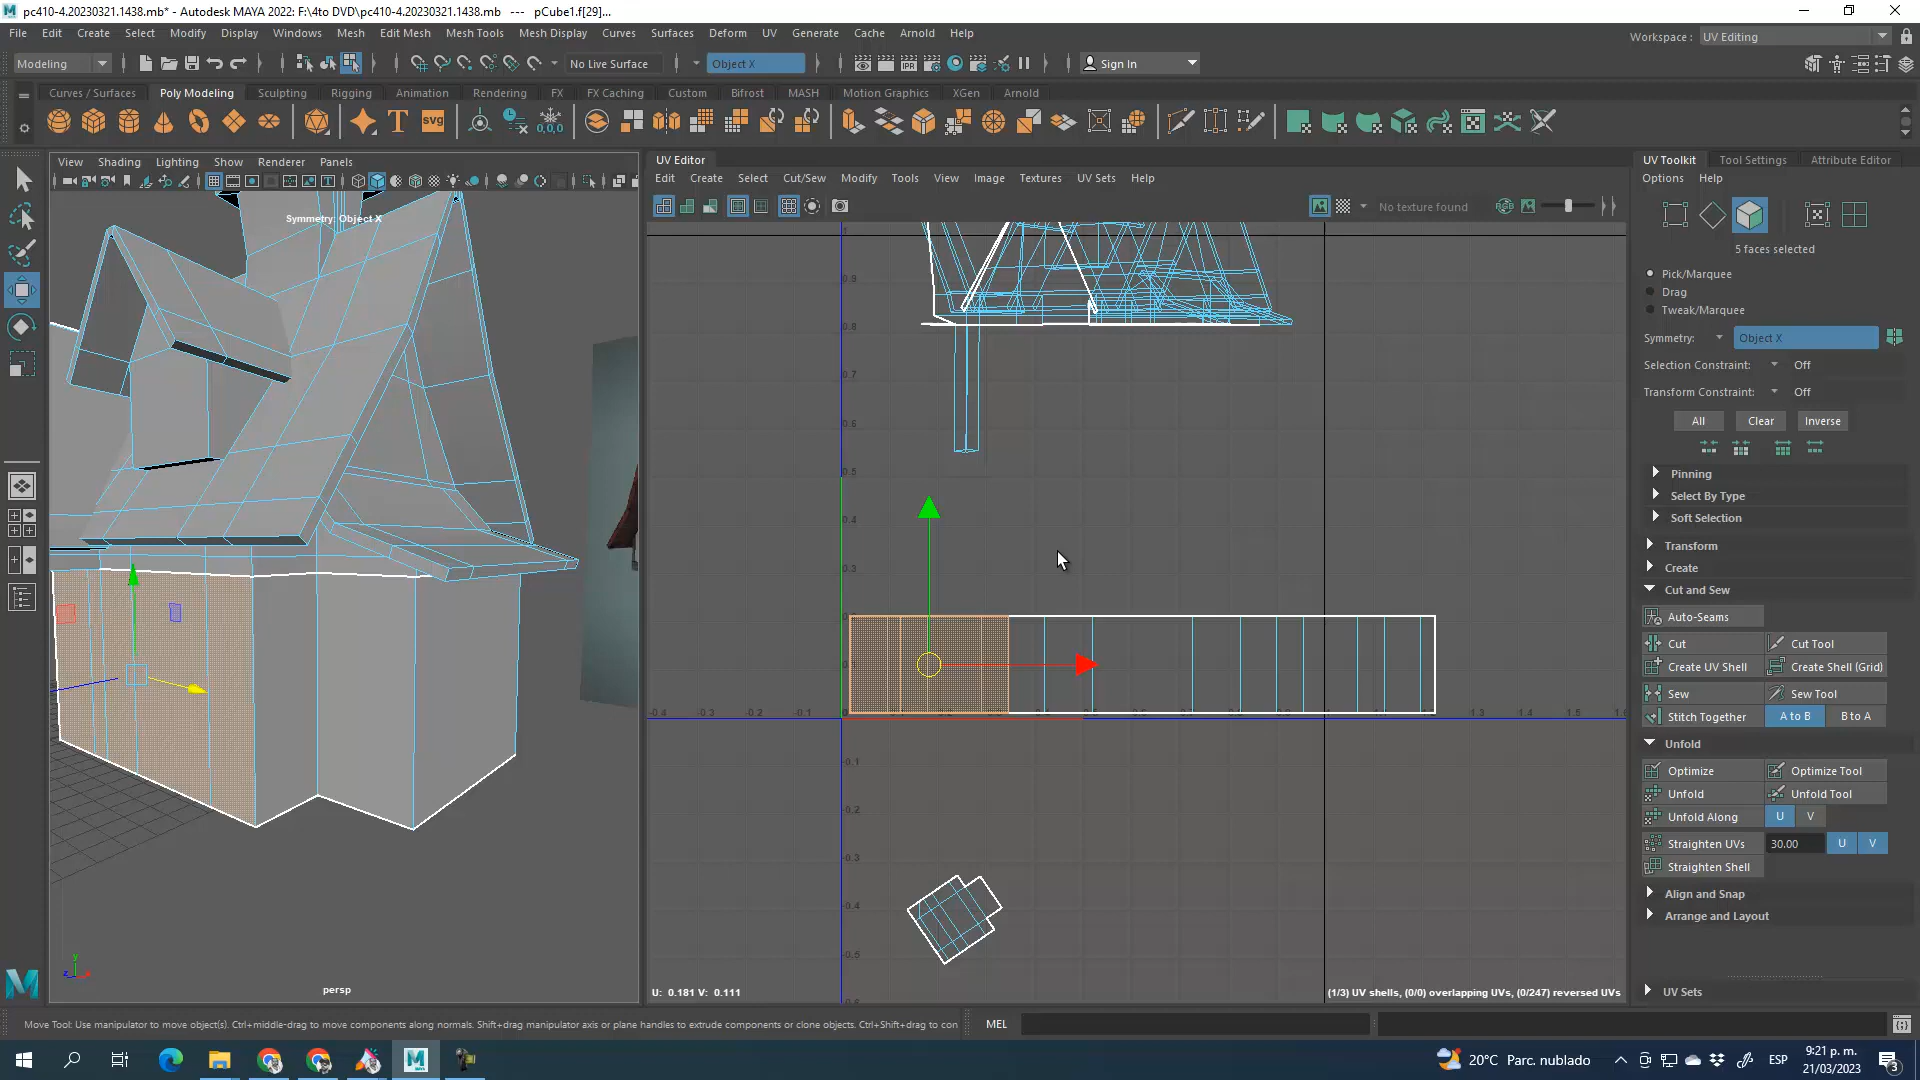 pc410-4.20230321.1438.mb* - Autodesk MAYA 2022: F:\4to DVD\pc410-4.20230321.1438.mb --- pCube1.f[29]...
File Edit Create Select Modify Display Windows Mesh Edit Mesh Mesh Tools Mesh Display Curves Surfaces Deform UV Generate Cache Arnold Help
Workspace : UV Editing
Modeling
No Live Surface
Object X
Sign In
Curves / Surfaces Poly Modeling Sculpting Rigging Animation Rendering FX FX Caching Custom Bifrost MASH Motion Graphics XGen Arnold
T svg
0,0,0
View Shading Lighting Show Renderer Panels
UV Editor
UV Toolkit Tool Settings Attribute Editor
File
Symmetry: Object X
Create Select Cut/Sew Modify Tools View Image Textures UV Sets Help
Edit
Options Help
No texture found
5 faces selected
Pick/Marquee
Drag
Tweak/Marquee
Symmetry: Object X
Selection Constraint: Off
Transform Constraint: Off
All Clear Inverse
Pinning
Select By Type
Soft Selection
Transform
Create
Cut and Sew
Auto-Seams
Cut Cut Tool
Create UV Shell Create Shell (Grid)
Sew Sew Tool
Stitch Together A to B B to A
Unfold
Optimize Optimize Tool
Unfold Unfold Tool
Unfold Along U V
Straighten UVs 30.00 U V
Straighten Shell
Align and Snap
Arrange and Layout
UV Sets
persp
U: 0.181 V: 0.111
(1/3) UV shells, (0/0) overlapping UVs, (0/247) reversed UVs
Move Tool: Use manipulator to move object(s). Ctrl+middle-drag to move components along normals. Shift+drag manipulator axis or plane handles to extrude components or clone objects. Ctrl+Shift+drag to con
MEL
20°C Parc. nublado
ESP
9:21 p. m.
21/03/2023
3